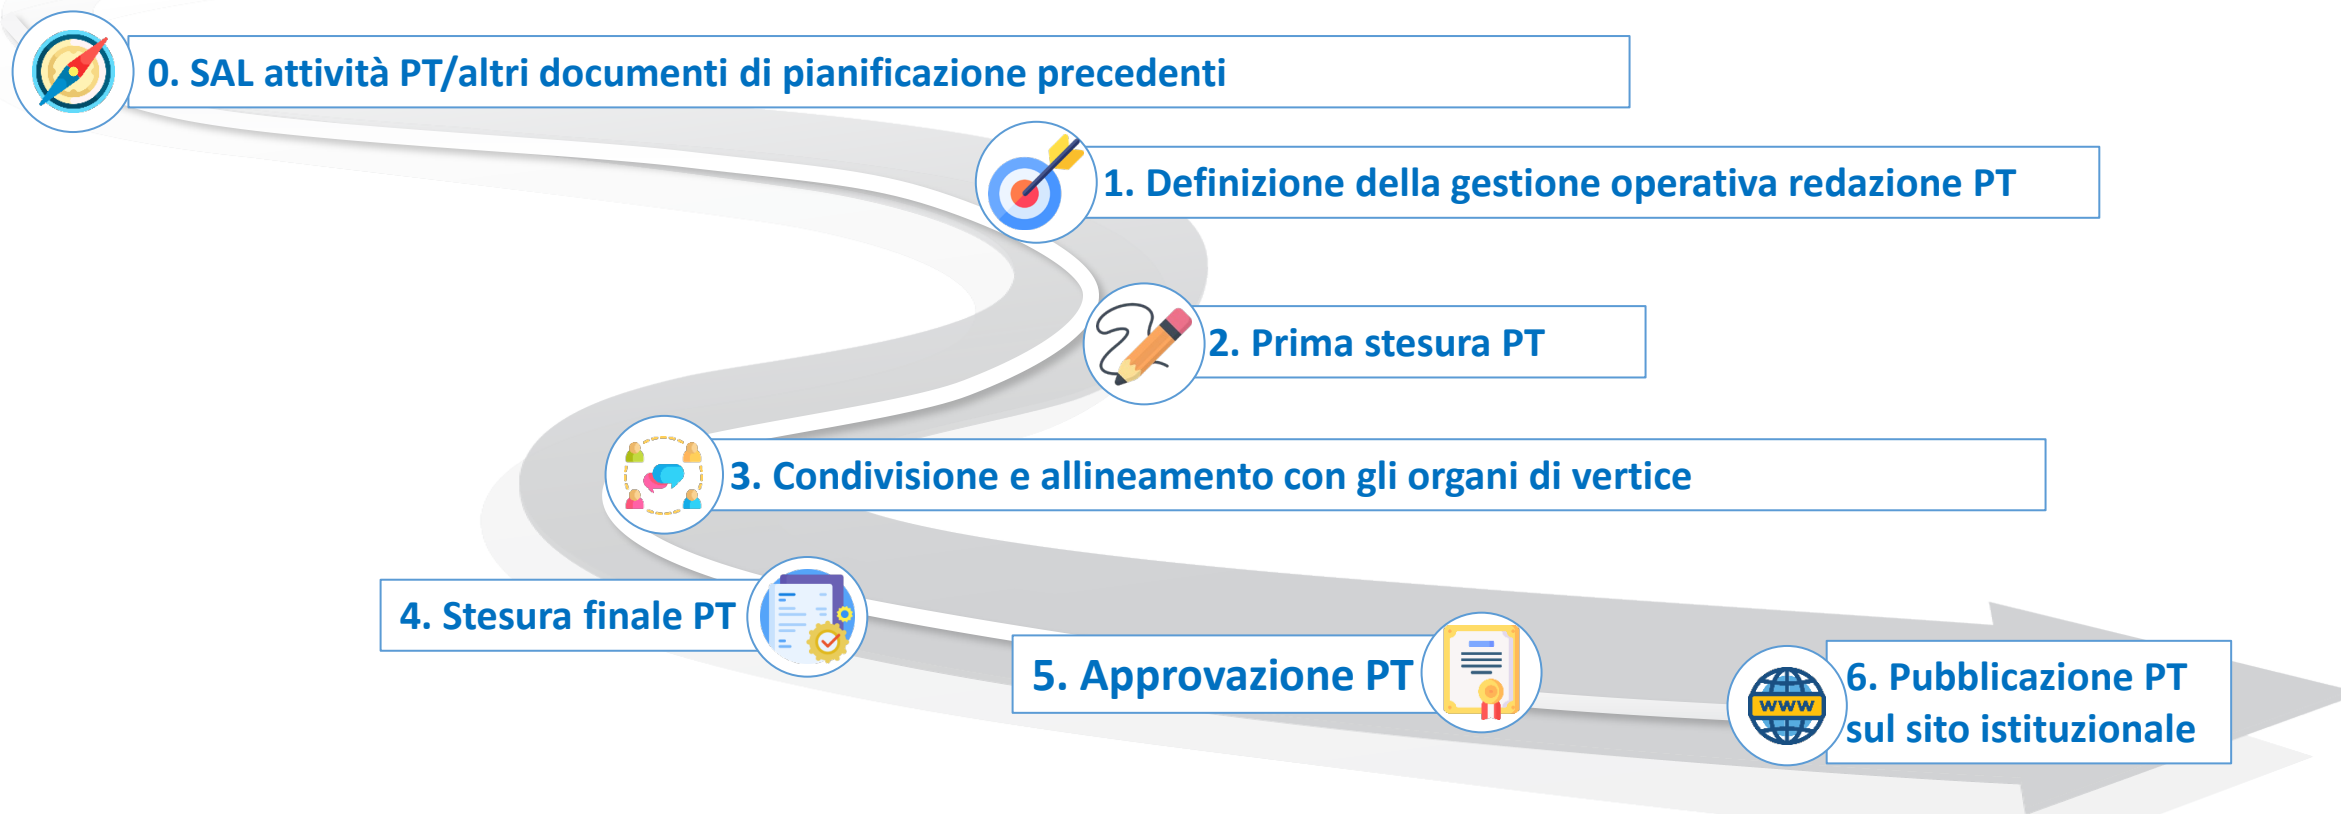 0. SAL attività PT/altri documenti di pianificazione precedenti
1. Definizione della gestione operativa redazione PT
2. Prima stesura PT
3. Condivisione e allineamento con gli organi di vertice
4. Stesura finale PT
5. Approvazione PT
6. Pubblicazione PT
sul sito istituzionale
WWW